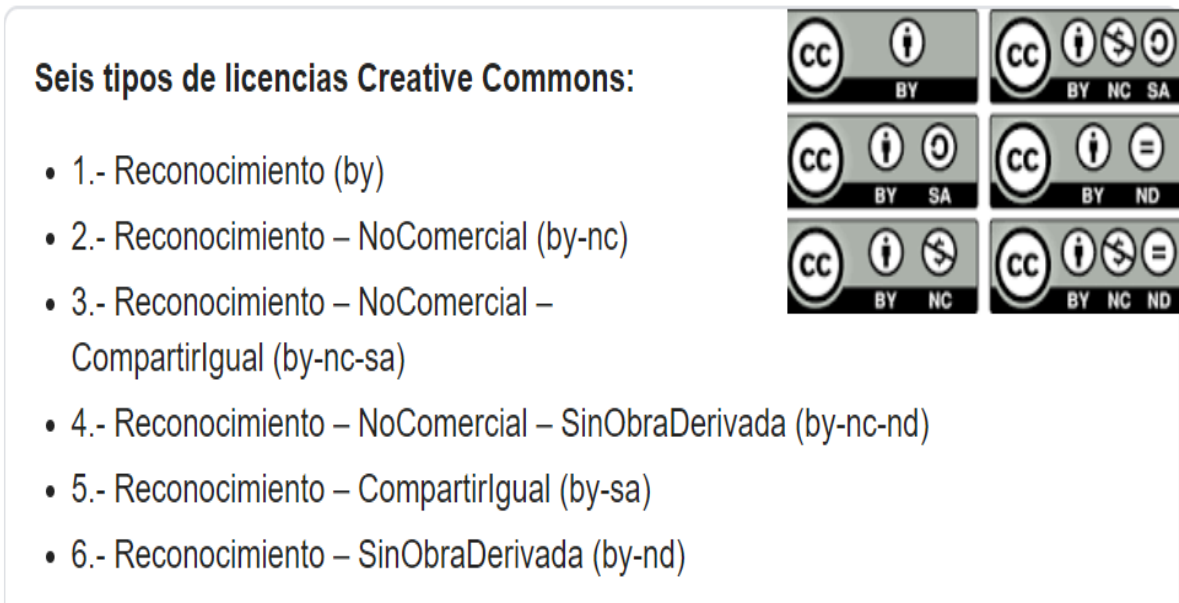 Seis tipos de licencias Creative Commons:
• 1.- Reconocimiento (by)
• 2.- Reconocimiento – NoComercial (by-nc)
• 3.- Reconocimiento – NoComercial –
CompartirIgual (by-nc-sa)
• 4.- Reconocimiento – NoComercial – SinObraDerivada (by-nc-nd)
• 5.- Reconocimiento – CompartirIgual (by-sa)
• 6.- Reconocimiento – SinObraDerivada (by-nd)
cc BY
cc $ BY NC SA
cc BY SA
cc = BY ND
cc $ BY NC
cc $ = BY NC ND